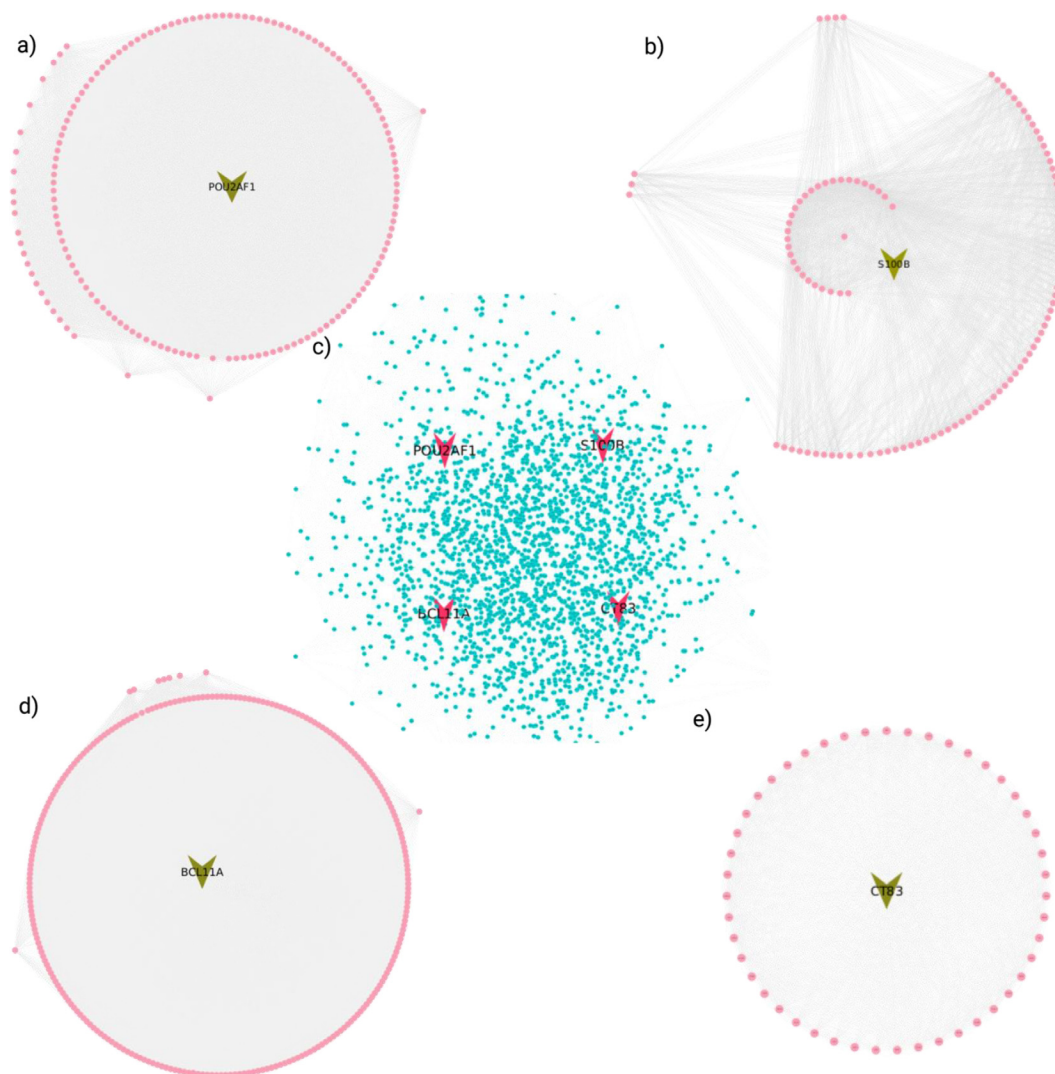 a)
POU2AF1
b)
S100B
c)
POU2AF1
S100B
BCL11A
CT83
d)
BCL11A
e)
CT83